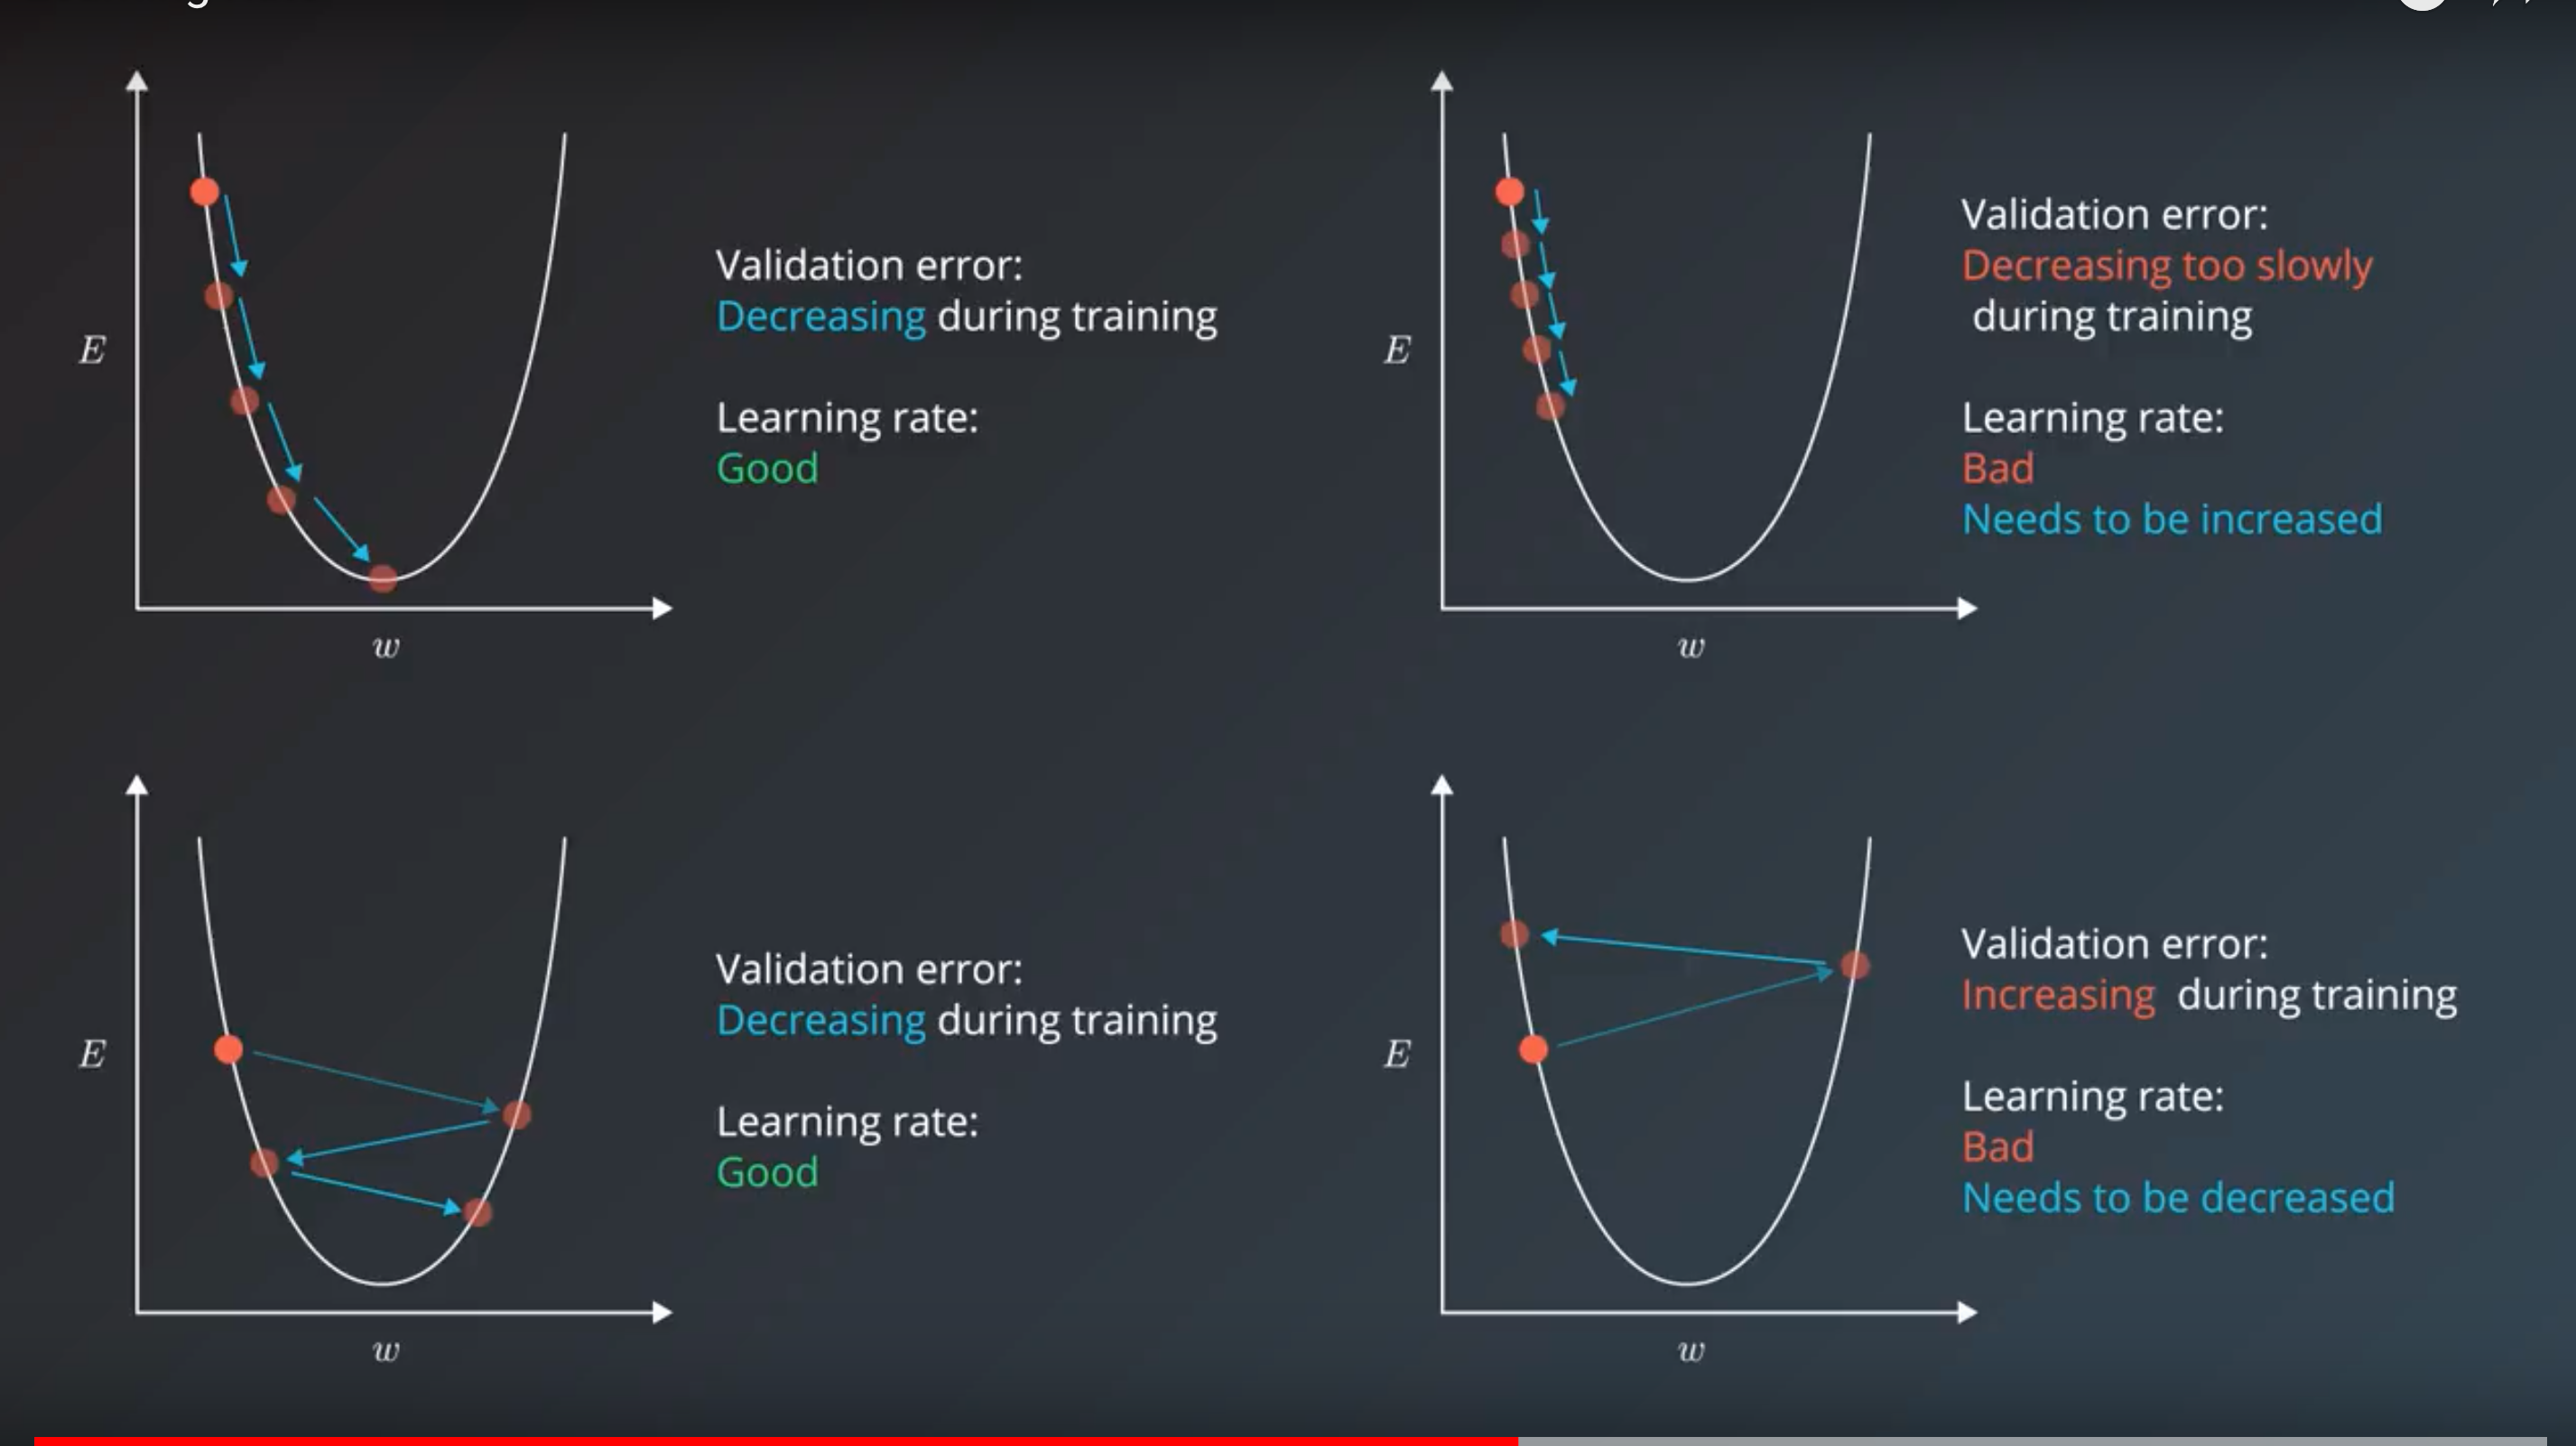 E
Validation error:
Decreasing during training
Learning rate:
Good
w
E
Validation error:
Decreasing too slowly
during training
Learning rate:
Bad
Needs to be increased
w
E
Validation error:
Decreasing during training
Learning rate:
Good
w
E
Validation error:
Increasing during training
Learning rate:
Bad
Needs to be decreased
w